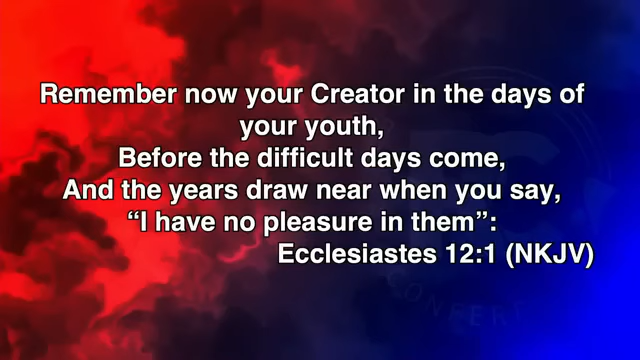 Remember now your Creator in the days of
your youth,
Before the difficult days come,
And the years draw near when you say,
“I have no pleasure in them”:
Ecclesiastes 12:1 (NKJV)